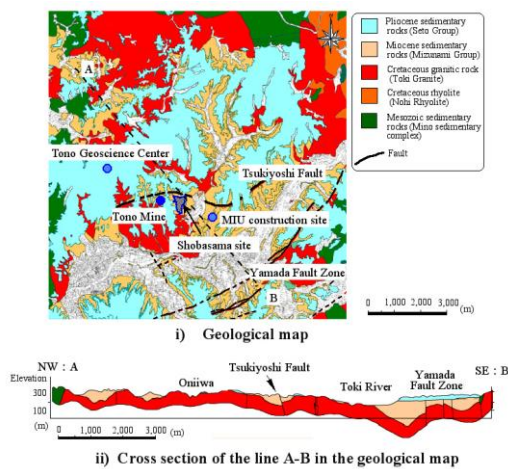 Pliocene sedimentary
rocks (Seto Group)
Miocene sedimentary
rocks (Mizunami Group)
Cretaceous granitic rock
(Toki Granite)
Cretaceous rhyolite
(Nohi Rhyolite)
Mesozoic sedimentary
rocks (Mino sedimentary
complex)
Fault
A
Tono Geoscience Center
Tsukiyoshi Fault
Tono Mine
MIU construction site
Shobasama site
Yamada Fault Zone
B
0 1,000 2,000 3,000 (m)
i) Geological map
NW : A
Elevation
300
100
(m)
Oniiwa
Tsukiyoshi Fault
Toki River
Yamada
Fault Zone
SE : B
0 1,000 2,000 3,000 (m)
ii) Cross section of the line A-B in the geological map